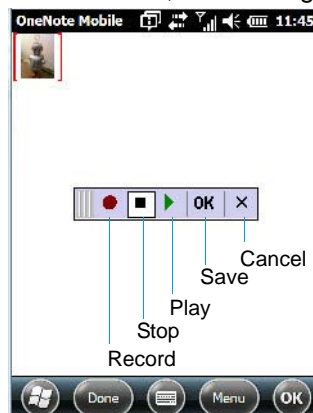 OneNote Mobile 11:45
OK
Cancel
Save
Play
Stop
Record
Done Menu OK